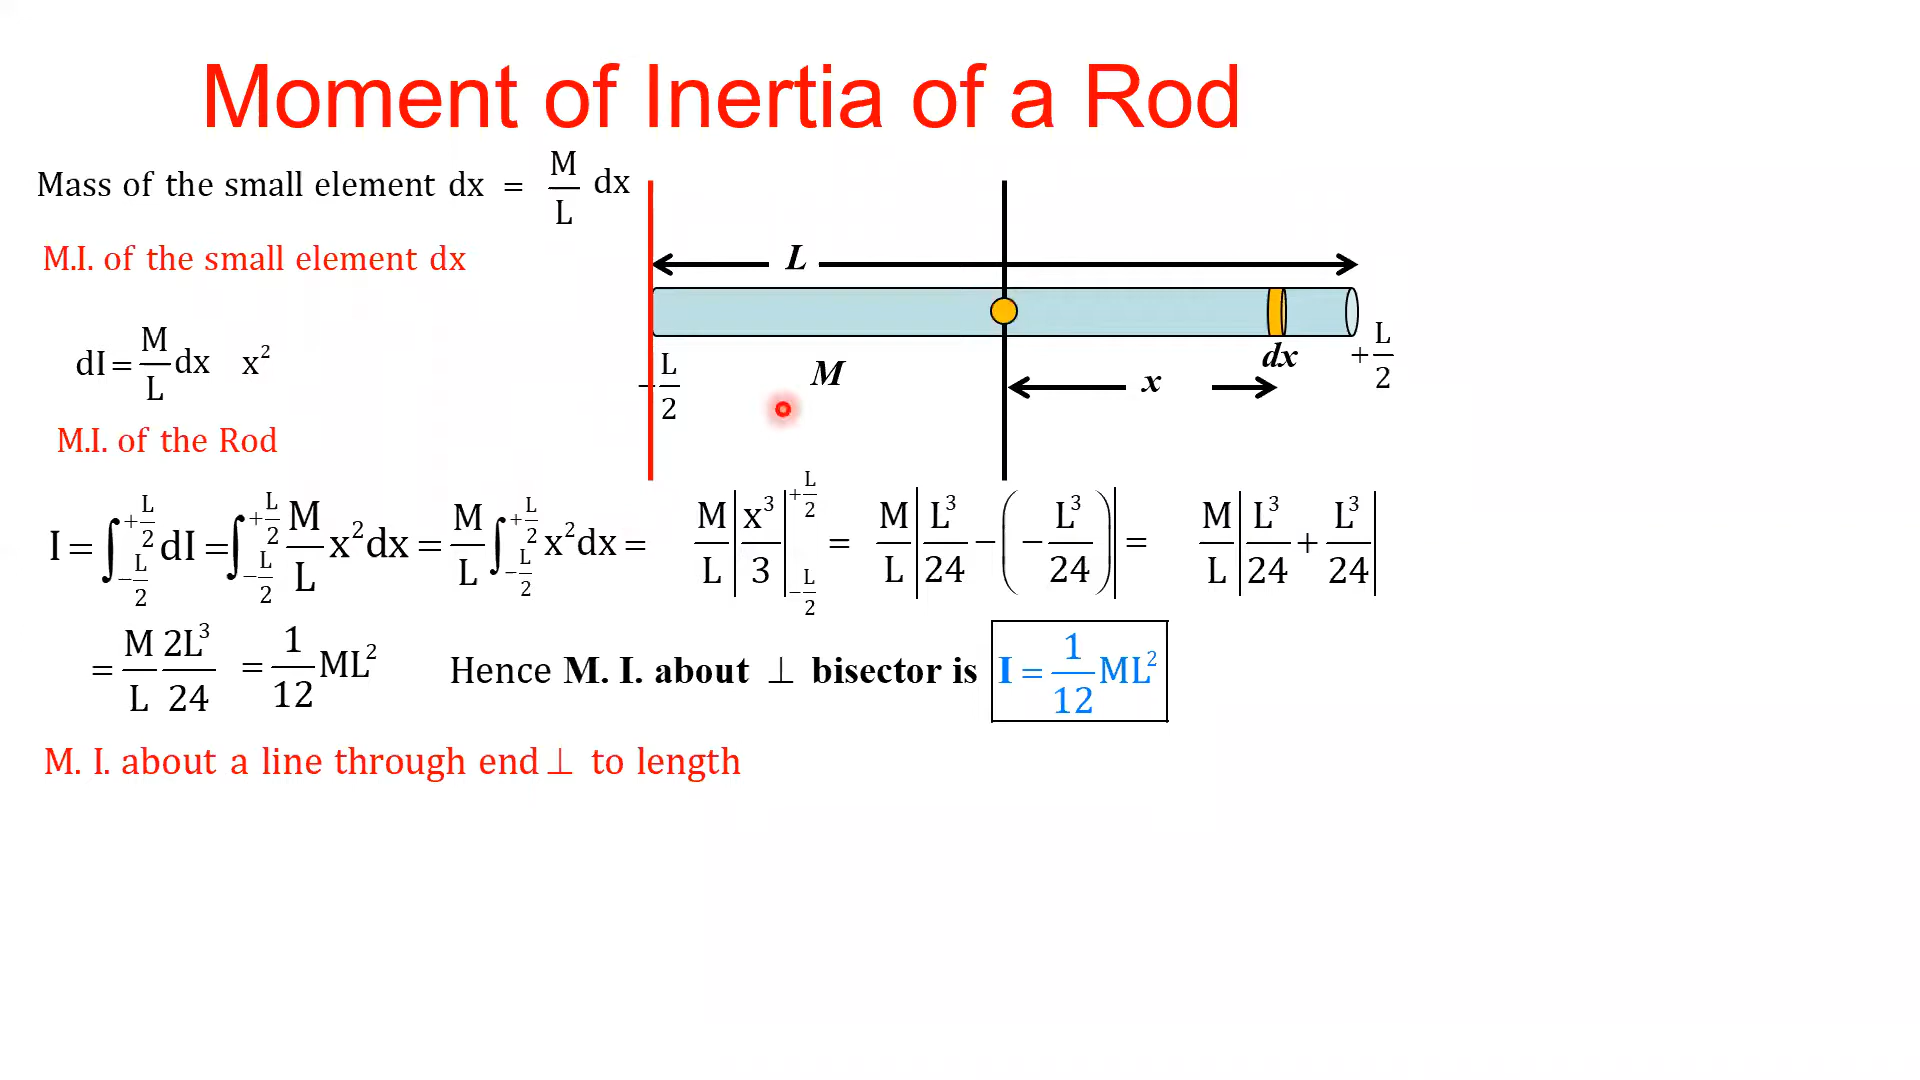 Moment of Inertia of a Rod
Mass of the small element dx = M/L dx
M.I. of the small element dx
L
dI = M/L dx x²
M
dx
x
-L/2
+L/2
M.I. of the Rod
I = ∫_{-L/2}^{+L/2} dI = ∫_{-L/2}^{+L/2} M/L x²dx = M/L ∫_{-L/2}^{+L/2} x²dx = M/L |x³/3|_{-L/2}^{+L/2} = M/L |L³/24 - (-L³/24)| = M/L |L³/24 + L³/24|
= M/L 2L³/24 = 1/12 ML² Hence M. I. about ⊥ bisector is I = 1/12 ML²
M. I. about a line through end ⊥ to length